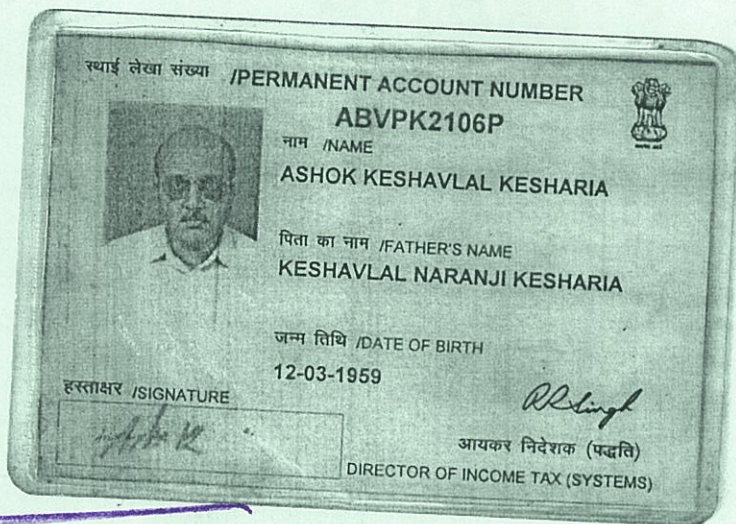 स्थाई लेखा संख्या /PERMANENT ACCOUNT NUMBER
ABVPK2106P
नाम /NAME
ASHOK KESHAVLAL KESHARIA
पिता का नाम /FATHER'S NAME
KESHAVLAL NARANJI KESHARIA
जन्म तिथि /DATE OF BIRTH
12-03-1959
हस्ताक्षर /SIGNATURE
RRSingh
आयकर निदेशक (पद्धति)
DIRECTOR OF INCOME TAX (SYSTEMS)